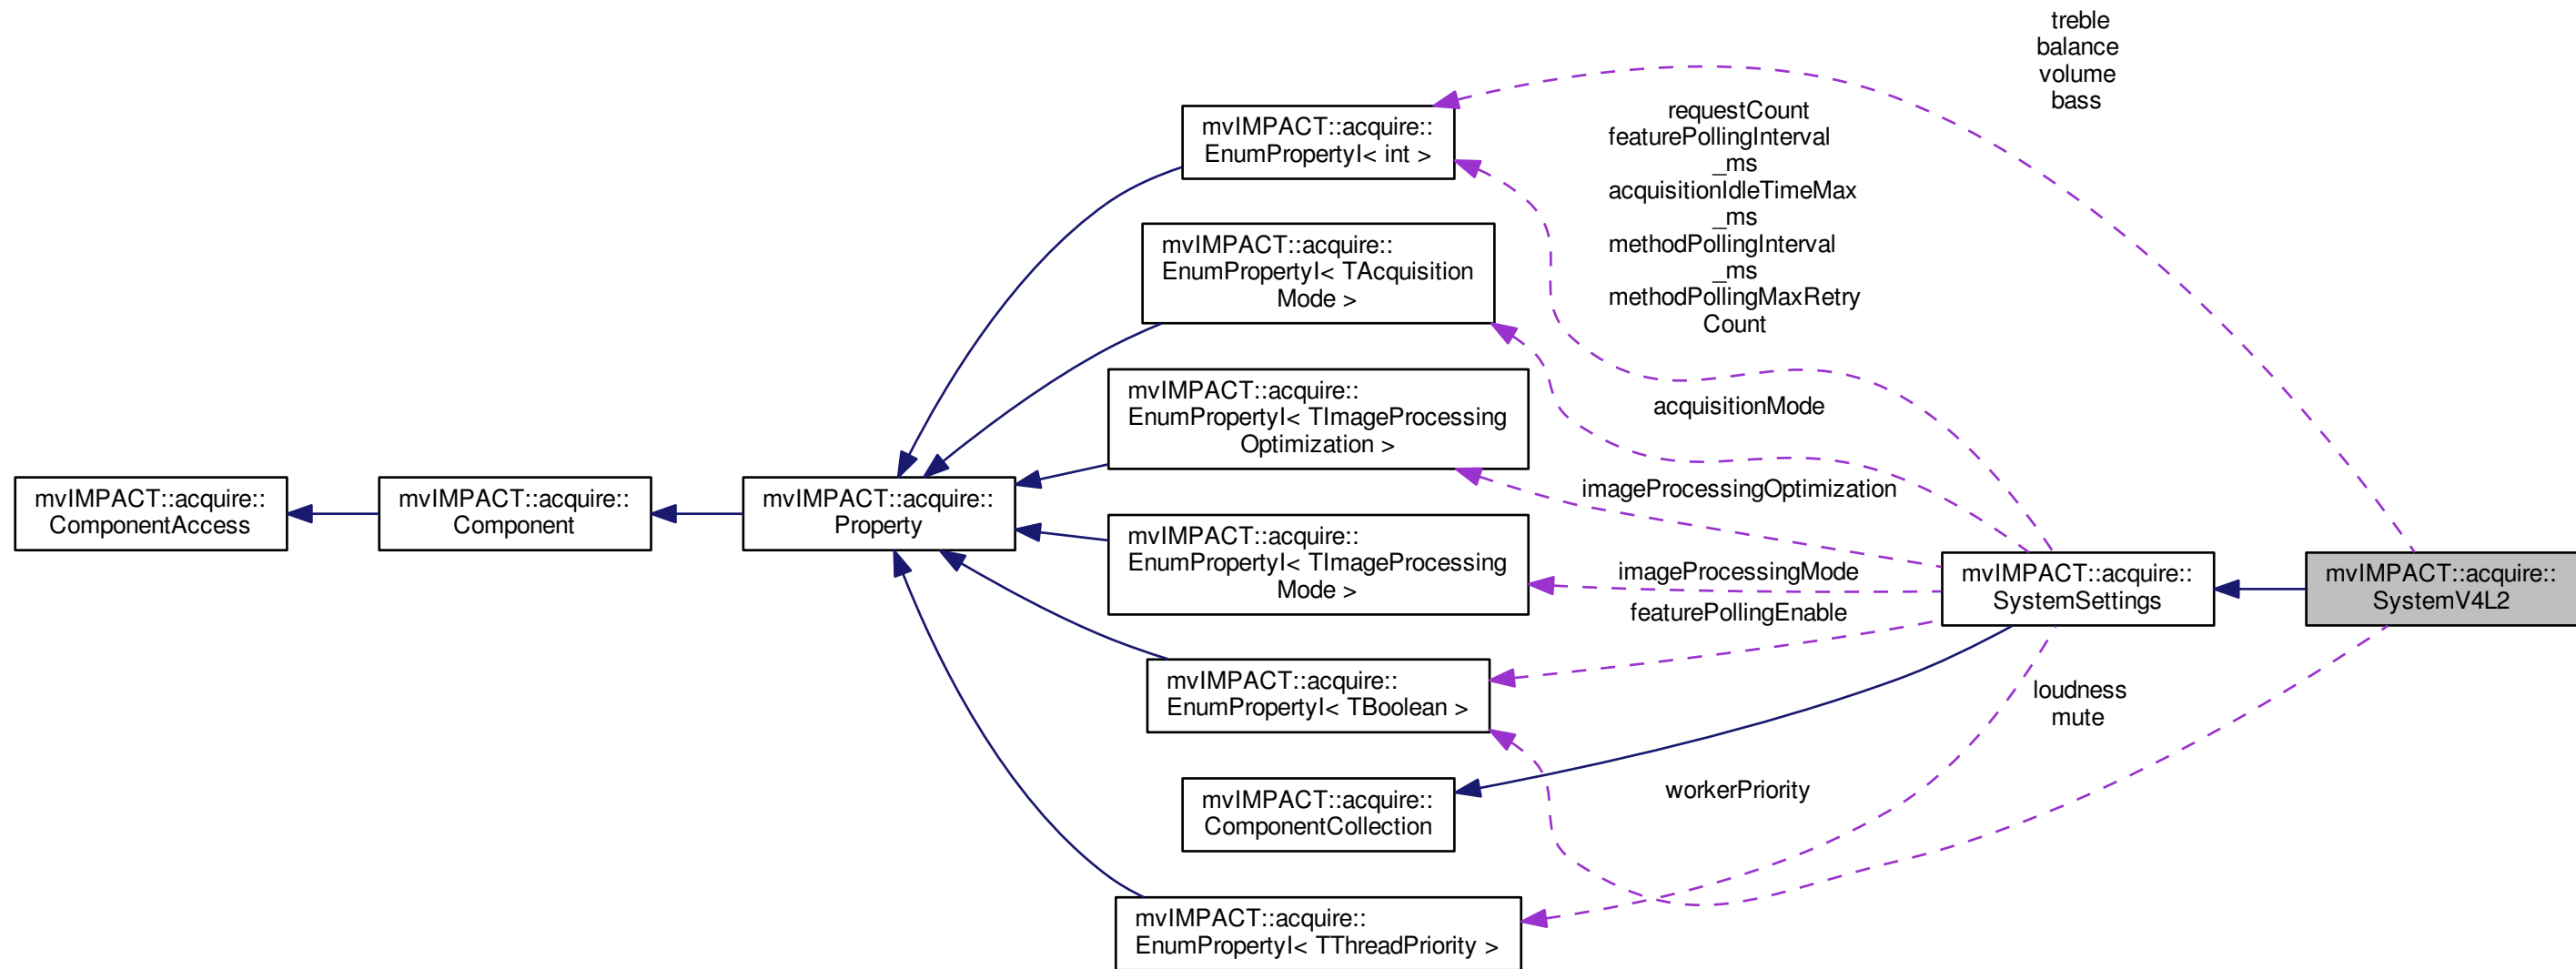 treble
balance
volume
bass
requestCount
featurePollingInterval
_ms
acquisitionIdleTimeMax
_ms
methodPollingInterval
_ms
methodPollingMaxRetry
Count
mvIMPACT::acquire::
EnumPropertyI< int >
mvIMPACT::acquire::
EnumPropertyI< TAcquisition
Mode >
mvIMPACT::acquire::
EnumPropertyI< TImageProcessing
Optimization >
acquisitionMode
imageProcessingOptimization
mvIMPACT::acquire::
ComponentAccess
mvIMPACT::acquire::
Component
mvIMPACT::acquire::
Property
mvIMPACT::acquire::
EnumPropertyI< TImageProcessing
Mode >
imageProcessingMode
featurePollingEnable
mvIMPACT::acquire::
SystemSettings
mvIMPACT::acquire::
SystemV4L2
mvIMPACT::acquire::
EnumPropertyI< TBoolean >
loudness
mute
mvIMPACT::acquire::
ComponentCollection
workerPriority
mvIMPACT::acquire::
EnumPropertyI< TThreadPriority >